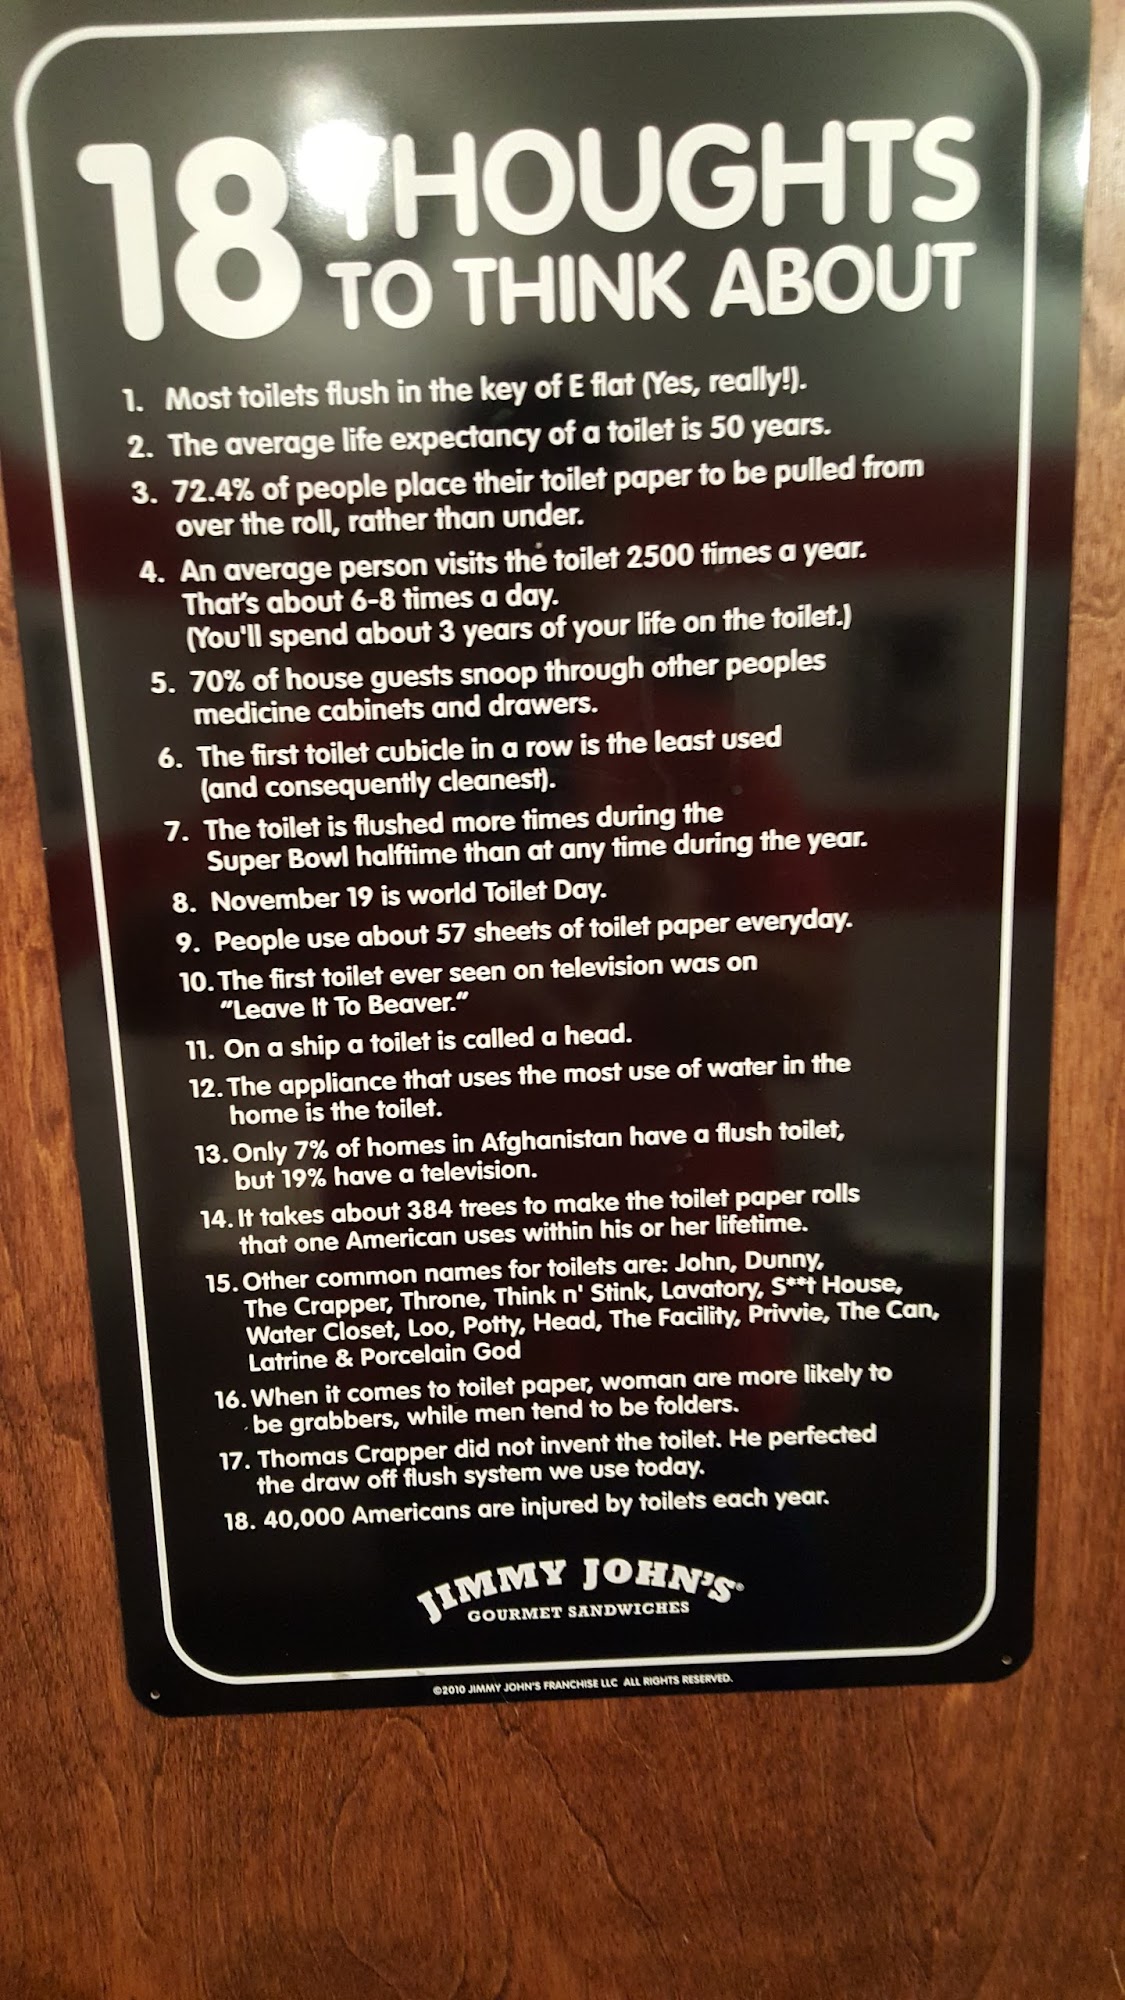 18 THOUGHTS
TO THINK ABOUT
1. Most toilets flush in the key of E flat (Yes, really!).
2. The average life expectancy of a toilet is 50 years.
3. 72.4% of people place their toilet paper to be pulled from
over the roll, rather than under.
4. An average person visits the toilet 2500 times a year.
That's about 6-8 times a day.
(You'll spend about 3 years of your life on the toilet.)
5. 70% of house guests snoop through other peoples
medicine cabinets and drawers.
6. The first toilet cubicle in a row is the least used
(and consequently cleanest).
7. The toilet is flushed more times during the
Super Bowl halftime than at any time during the year.
8. November 19 is world Toilet Day.
9. People use about 57 sheets of toilet paper everyday.
10. The first toilet ever seen on television was on
"Leave It To Beaver."
11. On a ship a toilet is called a head.
12. The appliance that uses the most use of water in the
home is the toilet.
13. Only 7% of homes in Afghanistan have a flush toilet,
but 19% have a television.
14. It takes about 384 trees to make the toilet paper rolls
that one American uses within his or her lifetime.
15. Other common names for toilets are: John, Dunny,
The Crapper, Throne, Think n' Stink, Lavatory, S**t House,
Water Closet, Loo, Potty, Head, The Facility, Privvie, The Can,
Latrine & Porcelain God
16. When it comes to toilet paper, woman are more likely to
be grabbers, while men tend to be folders.
17. Thomas Crapper did not invent the toilet. He perfected
the draw off flush system we use today.
18. 40,000 Americans are injured by toilets each year.
JIMMY JOHN'S®
GOURMET SANDWICHES
©2010 JIMMY JOHN'S FRANCHISE LLC ALL RIGHTS RESERVED.